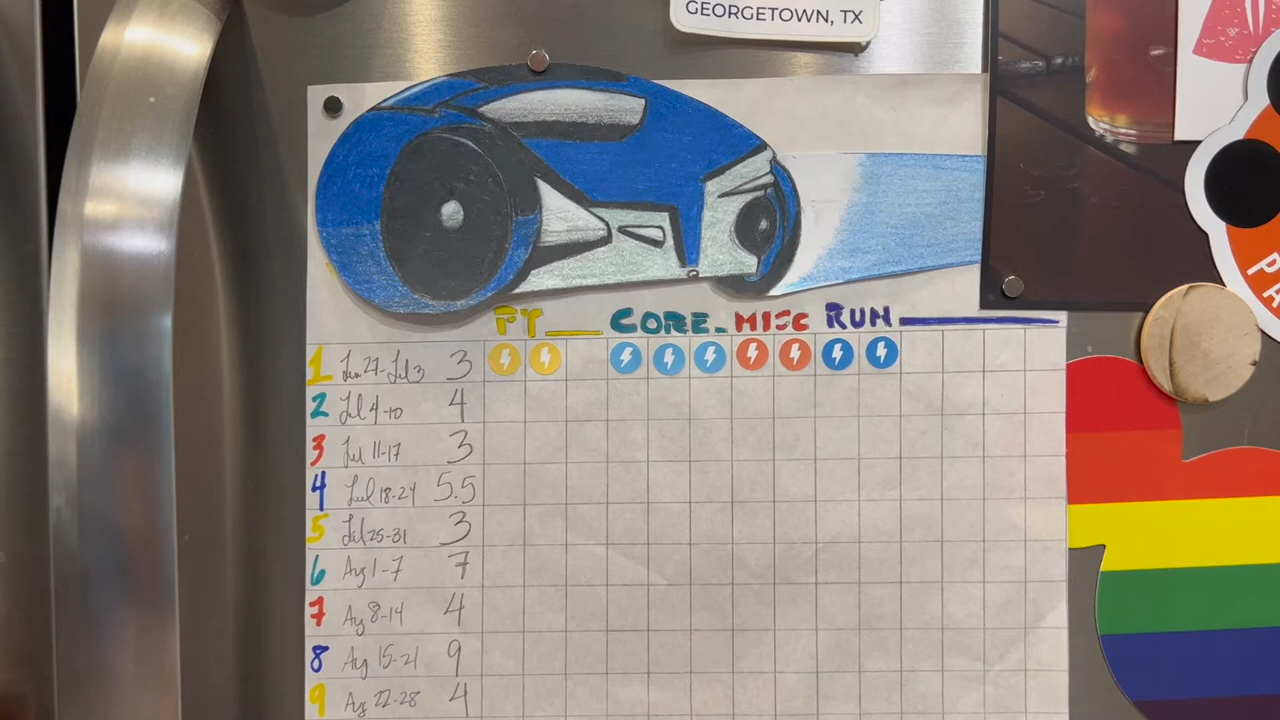 GEORGETOWN, TX
PT CORE MISC RUN
1 Jun 27-Jul 3 3
2 Jul 4-10 4
3 Jul 11-17 3
4 Jul 18-24 5.5
5 Jul 25-31 3
6 Aug 1-7 7
7 Aug 8-14 4
8 Aug 15-21 9
9 Aug 22-28 4
PA